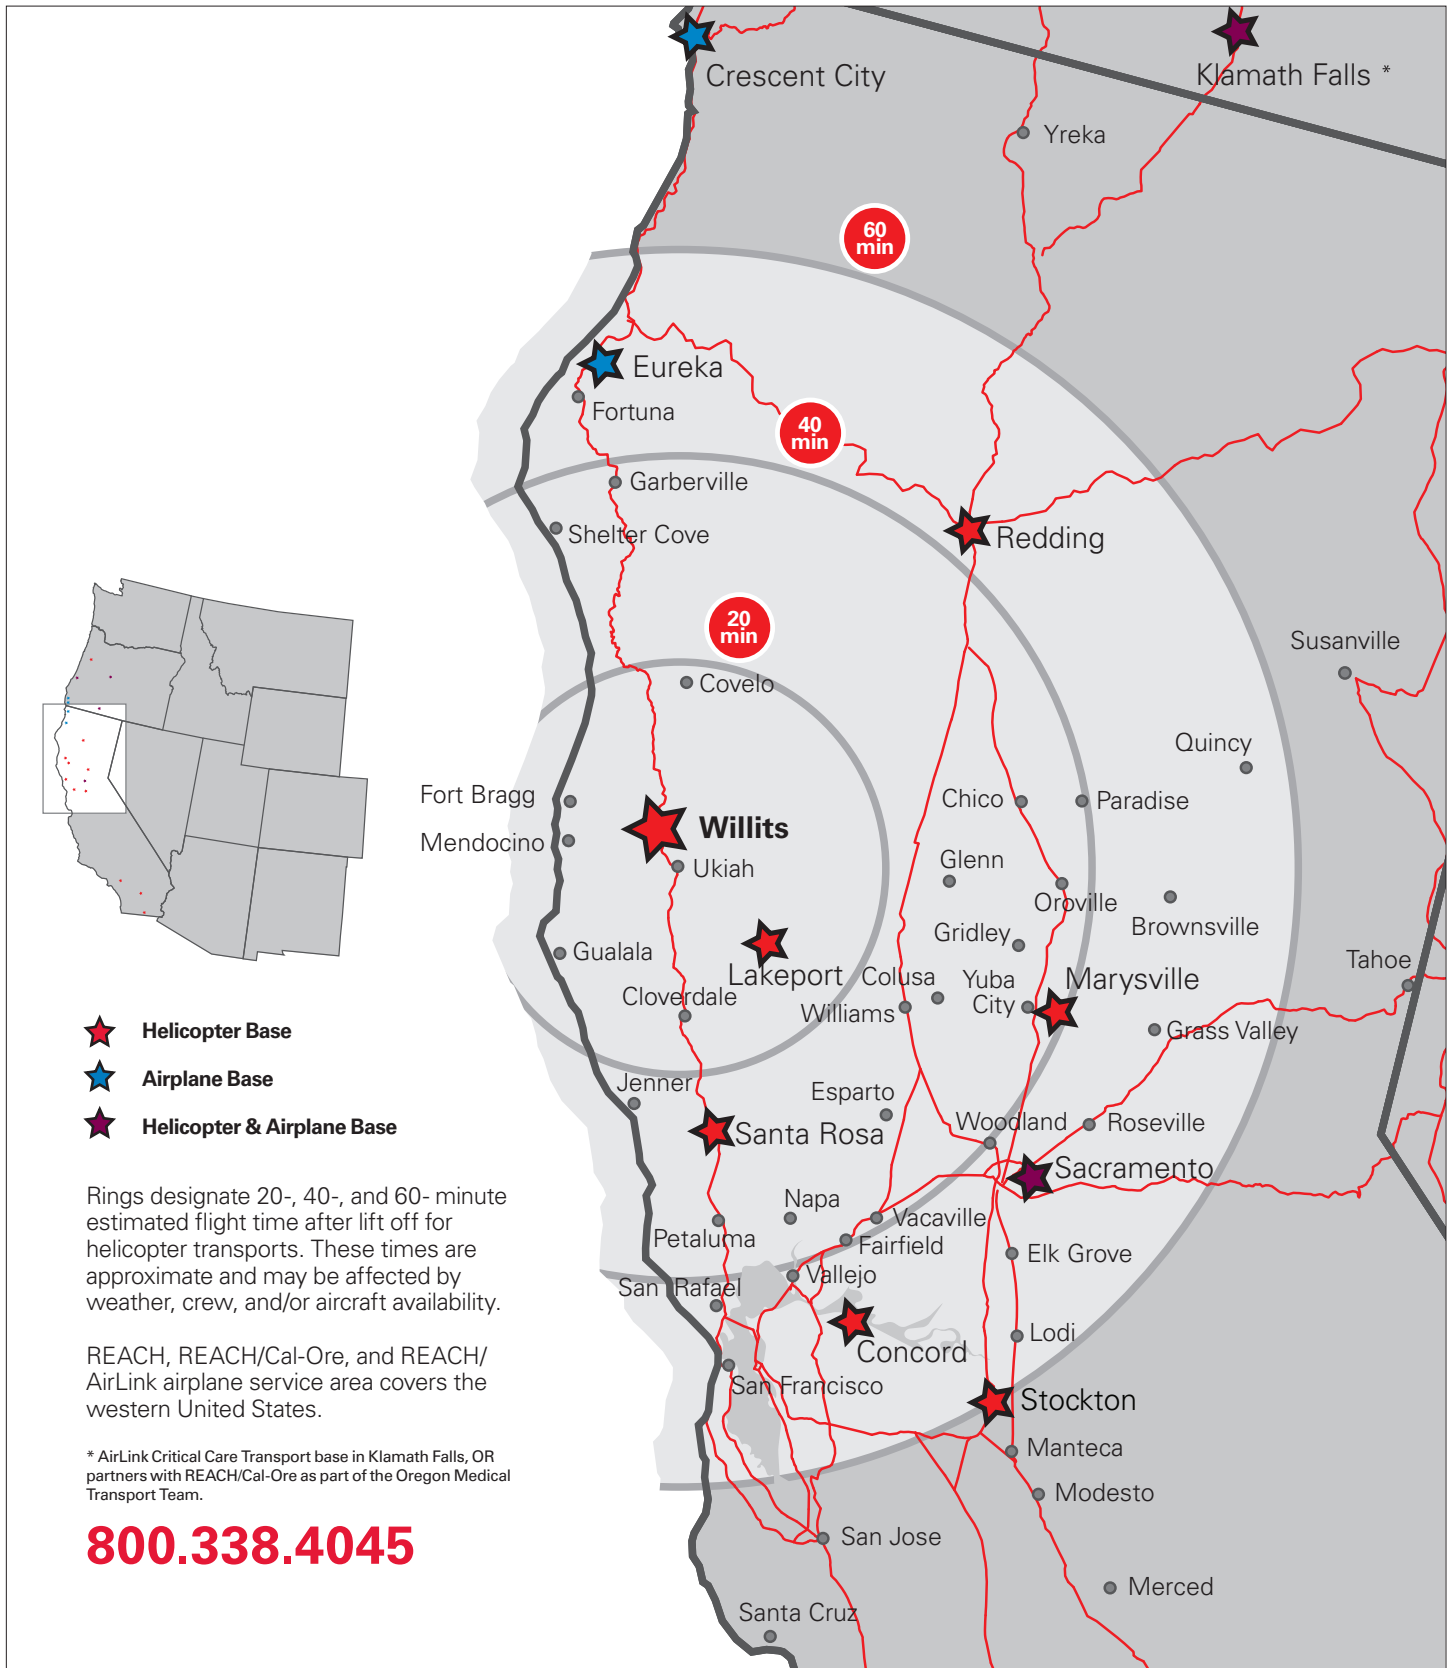 Crescent City
Klamath Falls *
Yreka
60
min
Eureka
Fortuna
40
min
Garberville
Shelter Cove
Redding
20
min
Susanville
Covelo
Quincy
Fort Bragg
Chico
Paradise
Willits
Mendocino
Ukiah
Glenn
Oroville
Brownsville
Gridley
Gualala
Lakeport
Colusa
Yuba
City
Marysville
Tahoe
Cloverdale
Williams
Grass Valley
Helicopter Base
Airplane Base
Helicopter & Airplane Base
Jenner
Esparto
Woodland
Roseville
Santa Rosa
Sacramento
Napa
Vacaville
Petaluma
Fairfield
Elk Grove
San Rafael
Vallejo
Lodi
Concord
San Francisco
Stockton
Manteca
Modesto
San Jose
Merced
Santa Cruz
Rings designate 20-, 40-, and 60- minute
estimated flight time after lift off for
helicopter transports. These times are
approximate and may be affected by
weather, crew, and/or aircraft availability.
REACH, REACH/Cal-Ore, and REACH/
AirLink airplane service area covers the
western United States.
* AirLink Critical Care Transport base in Klamath Falls, OR
partners with REACH/Cal-Ore as part of the Oregon Medical
Transport Team.
800.338.4045